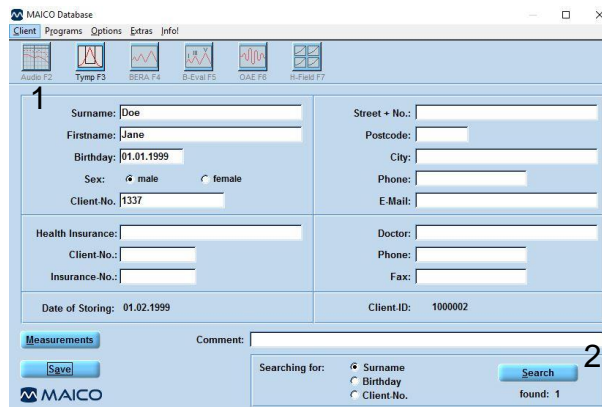 MAICO Database
Client Programs Options Extras Info!
Audio F2 Tymp F3 BERA F4 B-Eval F5 OAE F6 H-Field F7
1
Surname: Doe
Firstname: Jane
Birthday: 01.01.1999
Sex: male female
Client-No. 1337
Street + No.:
Postcode:
City:
Phone:
E-Mail:
Health Insurance:
Client-No.:
Insurance-No.:
Doctor:
Phone:
Fax:
Date of Storing: 01.02.1999
Client-ID: 1000002
Measurements
Comment:
Save
Searching for: Surname
Birthday
Client-No.
Search
2
found: 1
MAICO